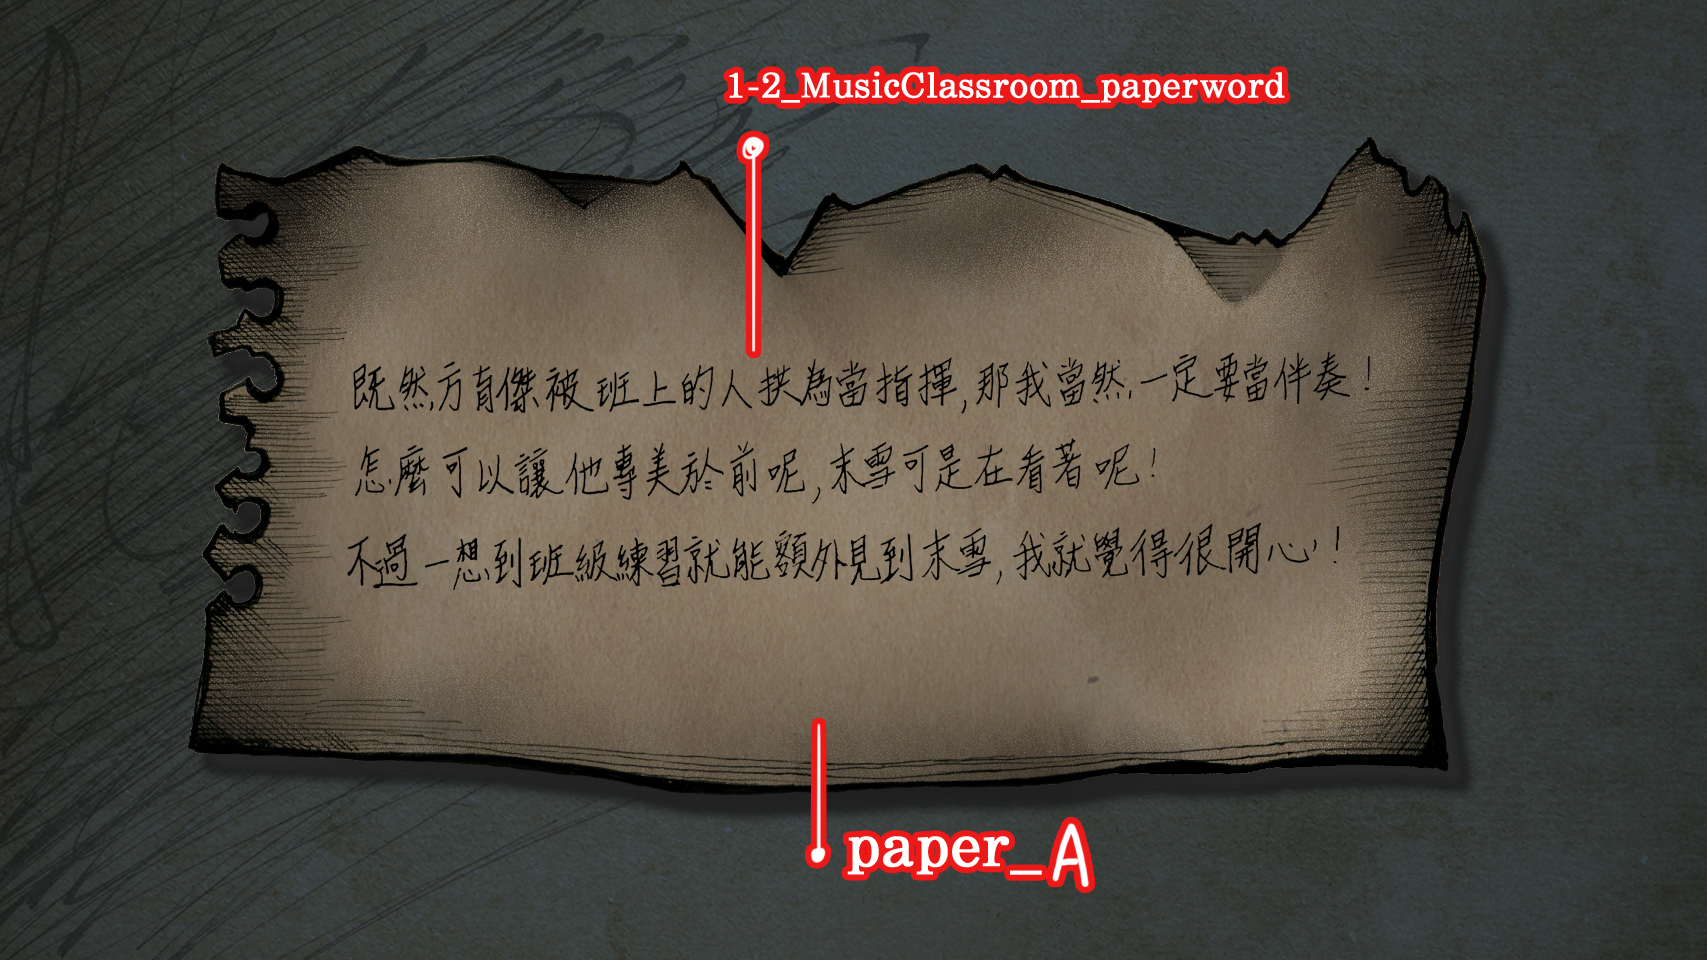 1-2_MusicClassroom_paperword
既然方育傑被班上的人拱為當指揮,那我當然一定要當伴奏!
怎麼可以讓他專美於前呢,末雪可是在看著呢!
不過一想到班級練習就能額外見到末雪,我就覺得很開心!
paper_A